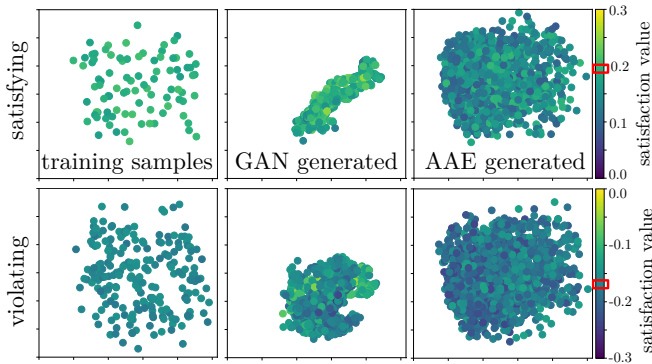 satisfying
training samples
GAN generated
AAE generated
0.3
0.2
0.1
0.0
satisfaction value
violating
0.0
-0.1
-0.2
-0.3
satisfaction value